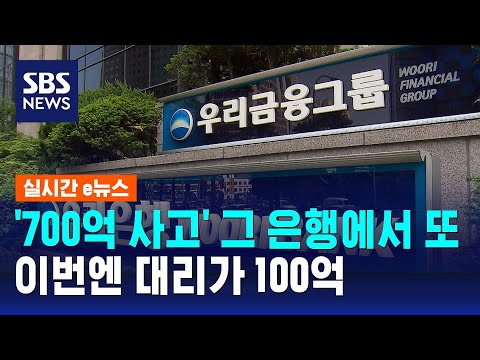 SBS
NEWS
우리금융그룹
WOORI
FINANCIAL
GROUP
실시간 e뉴스
'700억 사고' 그 은행에서 또
이번엔 대리가 100억